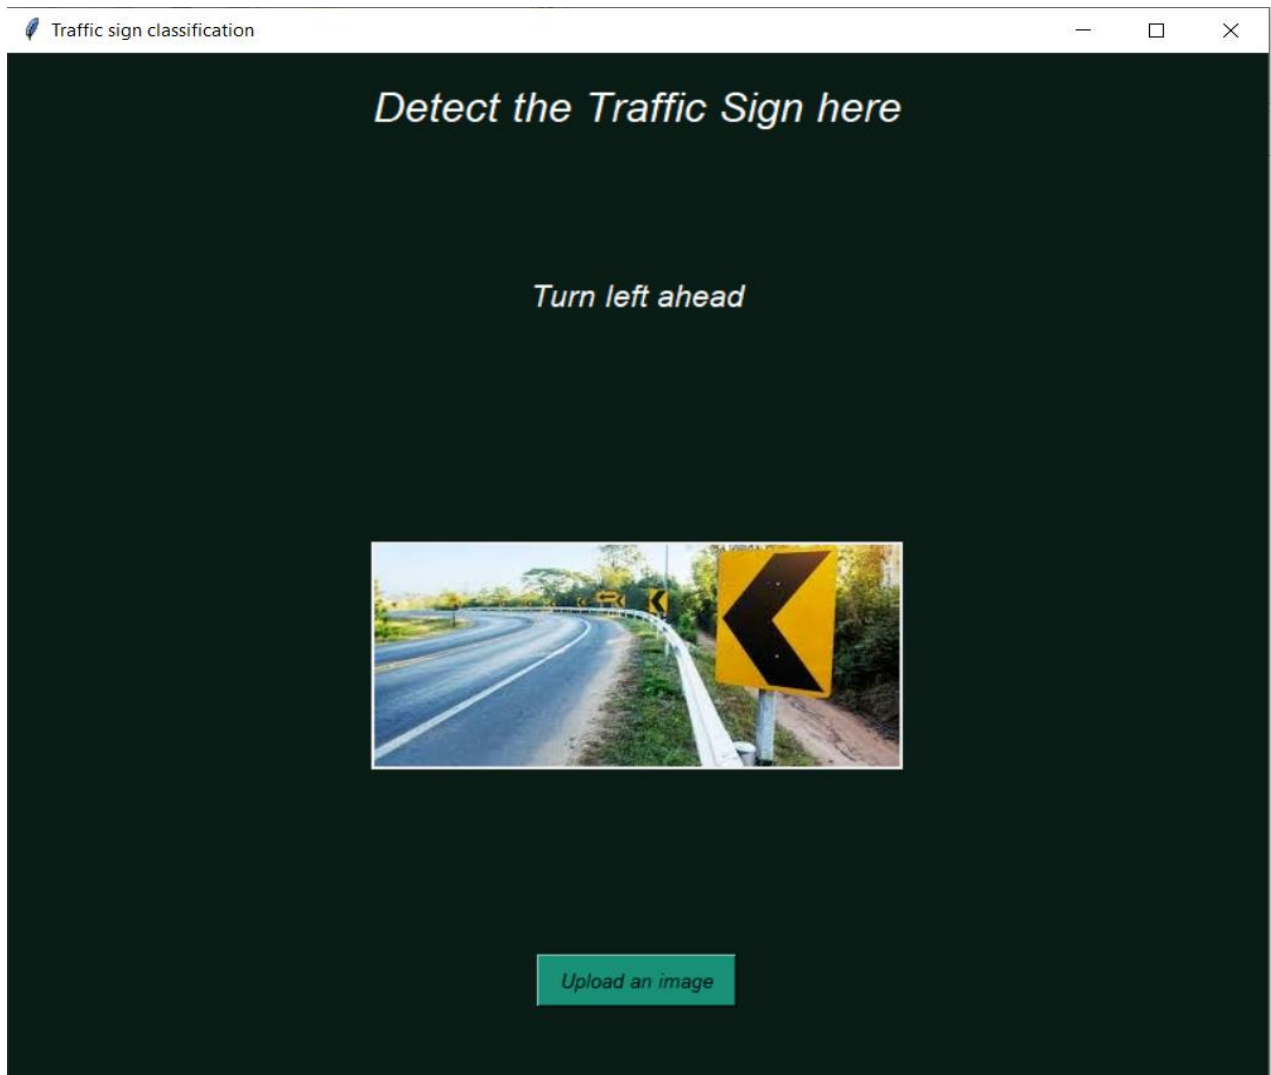 Traffic sign classification
Detect the Traffic Sign here
Turn left ahead
Upload an image